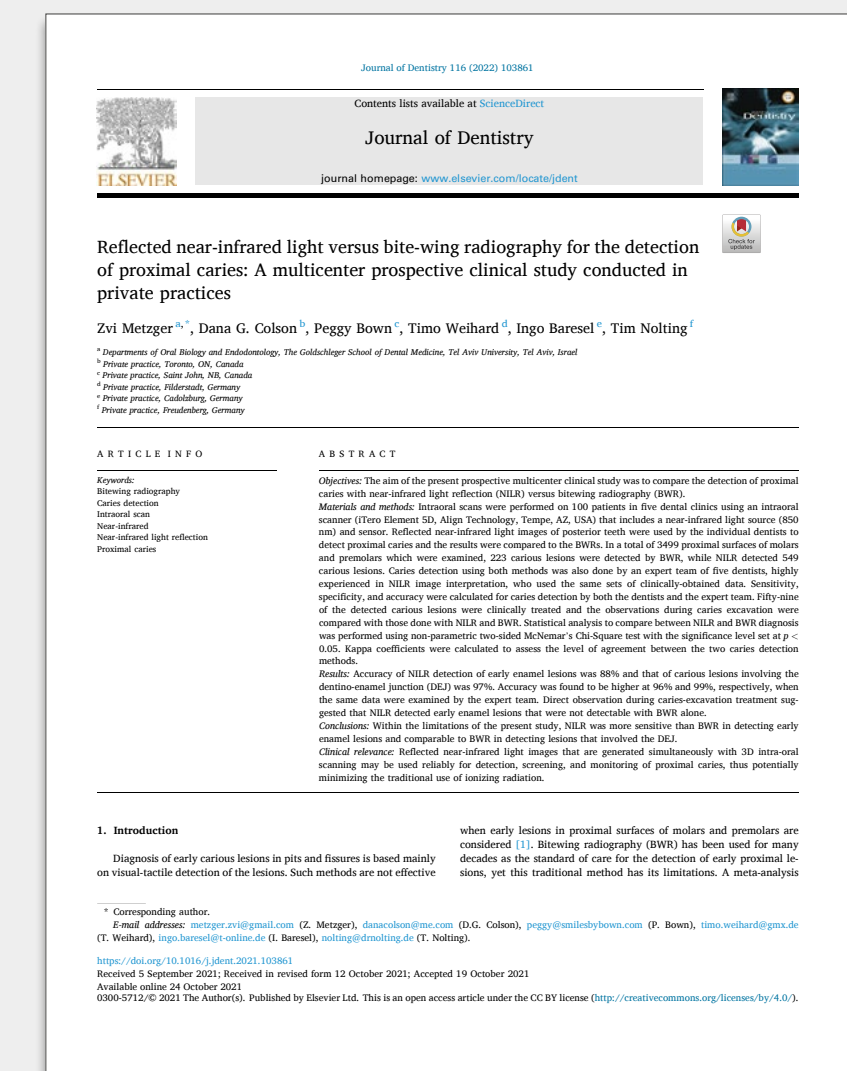 Journal of Dentistry 116 (2022) 103861
Contents lists available at ScienceDirect
Journal of Dentistry
journal homepage: www.elsevier.com/locate/jdent
ELSEVIER
Dentistry
Check for
updates
Reflected near-infrared light versus bite-wing radiography for the detection
of proximal caries: A multicenter prospective clinical study conducted in
private practices
Zvi Metzger a,*, Dana G. Colson b, Peggy Bown c, Timo Weihard d, Ingo Baresel e, Tim Nolting f
a Departments of Oral Biology and Endodontology, The Goldschleger School of Dental Medicine, Tel Aviv University, Tel Aviv, Israel
b Private practice, Toronto, ON, Canada
c Private practice, Saint John, NB, Canada
d Private practice, Filderstadt, Germany
e Private practice, Cadolzburg, Germany
f Private practice, Freudenberg, Germany
ARTICLE INFO
Keywords:
Bitewing radiography
Caries detection
Intraoral scan
Near-infrared
Near-infrared light reflection
Proximal caries
ABSTRACT
Objectives: The aim of the present prospective multicenter clinical study was to compare the detection of proximal
caries with near-infrared light reflection (NILR) versus bitewing radiography (BWR).
Materials and methods: Intraoral scans were performed on 100 patients in five dental clinics using an intraoral
scanner (iTero Element 5D, Align Technology, Tempe, AZ, USA) that includes a near-infrared light source (850
nm) and sensor. Reflected near-infrared light images of posterior teeth were used by the individual dentists to
detect proximal caries and the results were compared to the BWRs. In a total of 3499 proximal surfaces of molars
and premolars which were examined, 223 carious lesions were detected by BWR, while NILR detected 549
carious lesions. Caries detection using both methods was also done by an expert team of five dentists, highly
experienced in NILR image interpretation, who used the same sets of clinically-obtained data. Sensitivity,
specificity, and accuracy were calculated for caries detection by both the dentists and the expert team. Fifty-nine
of the detected carious lesions were clinically treated and the observations during caries excavation were
compared with those done with NILR and BWR. Statistical analysis to compare between NILR and BWR diagnosis
was performed using non-parametric two-sided McNemar's Chi-Square test with the significance level set at p <
0.05. Kappa coefficients were calculated to assess the level of agreement between the two caries detection
methods.
Results: Accuracy of NILR detection of early enamel lesions was 88% and that of carious lesions involving the
dentino-enamel junction (DEJ) was 97%. Accuracy was found to be higher at 96% and 99%, respectively, when
the same data were examined by the expert team. Direct observation during caries-excavation treatment sug-
gested that NILR detected early enamel lesions that were not detectable with BWR alone.
Conclusions: Within the limitations of the present study, NILR was more sensitive than BWR in detecting early
enamel lesions and comparable to BWR in detecting lesions that involved the DEJ.
Clinical relevance: Reflected near-infrared light images that are generated simultaneously with 3D intra-oral
scanning may be used reliably for detection, screening, and monitoring of proximal caries, thus potentially
minimizing the traditional use of ionizing radiation.
1. Introduction
Diagnosis of early carious lesions in pits and fissures is based mainly
on visual-tactile detection of the lesions. Such methods are not effective
when early lesions in proximal surfaces of molars and premolars are
considered [1]. Bitewing radiography (BWR) has been used for many
decades as the standard of care for the detection of early proximal le-
sions, yet this traditional method has its limitations. A meta-analysis
* Corresponding author.
E-mail addresses: metzger.zvi@gmail.com (Z. Metzger), danacolson@me.com (D.G. Colson), peggy@smilesbybown.com (P. Bown), timo.weihard@gmx.de
(T. Weihard), ingo.baresel@t-online.de (I. Baresel), nolting@drnolting.de (T. Nolting).
https://doi.org/10.1016/j.jdent.2021.103861
Received 5 September 2021; Received in revised form 12 October 2021; Accepted 19 October 2021
Available online 24 October 2021
0300-5712/© 2021 The Author(s). Published by Elsevier Ltd. This is an open access article under the CC BY license (http://creativecommons.org/licenses/by/4.0/).